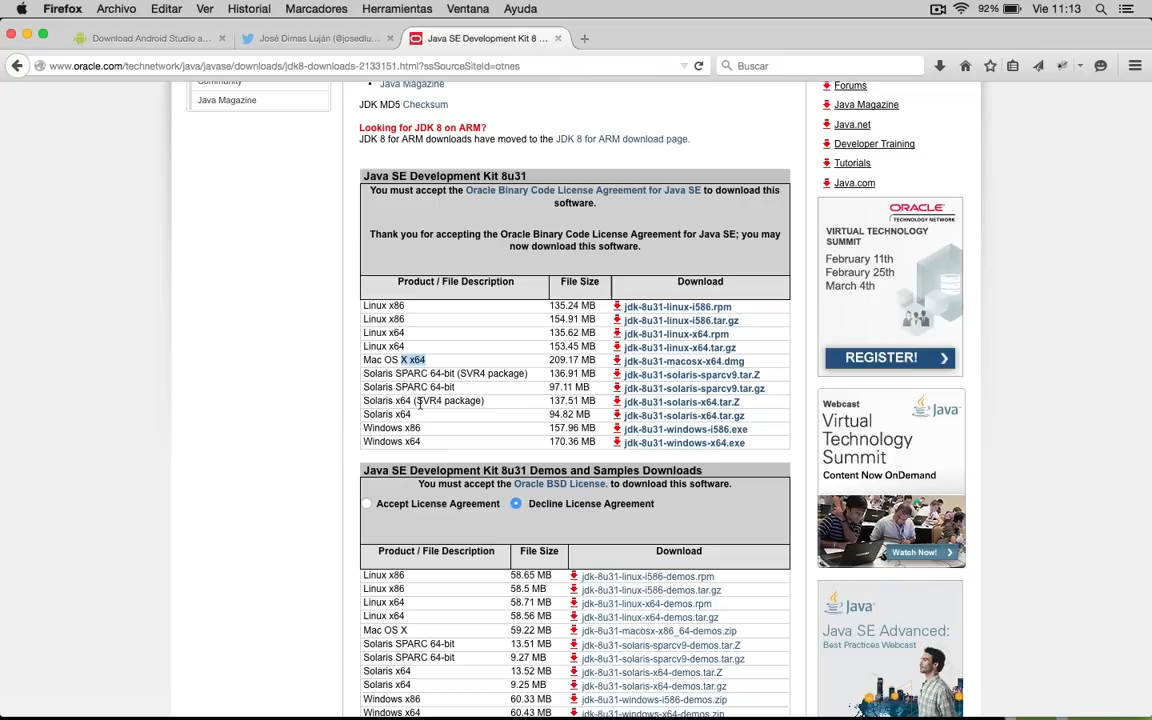 Firefox Archivo Editar Ver Historial Marcadores Herramientas Ventana Ayuda 92% Vie 11:13
Download Android Studio a... × José Dimas Luján (@josedlu... × Java SE Development Kit 8 ... × +
www.oracle.com/technetwork/java/javase/downloads/jdk8-downloads-2133151.html?ssSourceSiteId=otnes Buscar
Community
Java Magazine
Java Magazine
JDK MD5 Checksum
Looking for JDK 8 on ARM?
JDK 8 for ARM downloads have moved to the JDK 8 for ARM download page.
Java SE Development Kit 8u31
You must accept the Oracle Binary Code License Agreement for Java SE to download this
software.
Thank you for accepting the Oracle Binary Code License Agreement for Java SE; you may
now download this software.
Product / File Description File Size Download
Linux x86 135.24 MB jdk-8u31-linux-i586.rpm
Linux x86 154.91 MB jdk-8u31-linux-i586.tar.gz
Linux x64 135.62 MB jdk-8u31-linux-x64.rpm
Linux x64 153.45 MB jdk-8u31-linux-x64.tar.gz
Mac OS X x64 209.17 MB jdk-8u31-macosx-x64.dmg
Solaris SPARC 64-bit (SVR4 package) 136.91 MB jdk-8u31-solaris-sparcv9.tar.Z
Solaris SPARC 64-bit 97.11 MB jdk-8u31-solaris-sparcv9.tar.gz
Solaris x64 (SVR4 package) 137.51 MB jdk-8u31-solaris-x64.tar.Z
Solaris x64 94.82 MB jdk-8u31-solaris-x64.tar.gz
Windows x86 157.96 MB jdk-8u31-windows-i586.exe
Windows x64 170.36 MB jdk-8u31-windows-x64.exe
Java SE Development Kit 8u31 Demos and Samples Downloads
You must accept the Oracle BSD License. to download this software.
Accept License Agreement Decline License Agreement
Product / File Description File Size Download
Linux x86 58.65 MB jdk-8u31-linux-i586-demos.rpm
Linux x86 58.5 MB jdk-8u31-linux-i586-demos.tar.gz
Linux x64 58.71 MB jdk-8u31-linux-x64-demos.rpm
Linux x64 58.56 MB jdk-8u31-linux-x64-demos.tar.gz
Mac OS X 59.22 MB jdk-8u31-macosx-x86_64-demos.zip
Solaris SPARC 64-bit 13.51 MB jdk-8u31-solaris-sparcv9-demos.tar.Z
Solaris SPARC 64-bit 9.27 MB jdk-8u31-solaris-sparcv9-demos.tar.gz
Solaris x64 13.52 MB jdk-8u31-solaris-x64-demos.tar.Z
Solaris x64 9.25 MB jdk-8u31-solaris-x64-demos.tar.gz
Windows x86 60.33 MB jdk-8u31-windows-i586-demos.zip
Windows x64 60.43 MB jdk-8u31-windows-x64-demos.zip
Forums
Java Magazine
Java.net
Developer Training
Tutorials
Java.com
ORACLE
TECHNOLOGY NETWORK
VIRTUAL TECHNOLOGY
SUMMIT
February 11th
Febraury 25th
March 4th
REGISTER!
Webcast
Java
Virtual
Technology
Summit
Content Now OnDemand
Watch Now!
Java
Java SE Advanced:
Best Practices Webcast